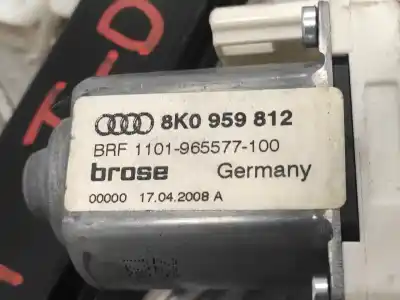 8K0 959 812
BRF 1101-965577-100
brose Germany
00000 17.04.2008 A